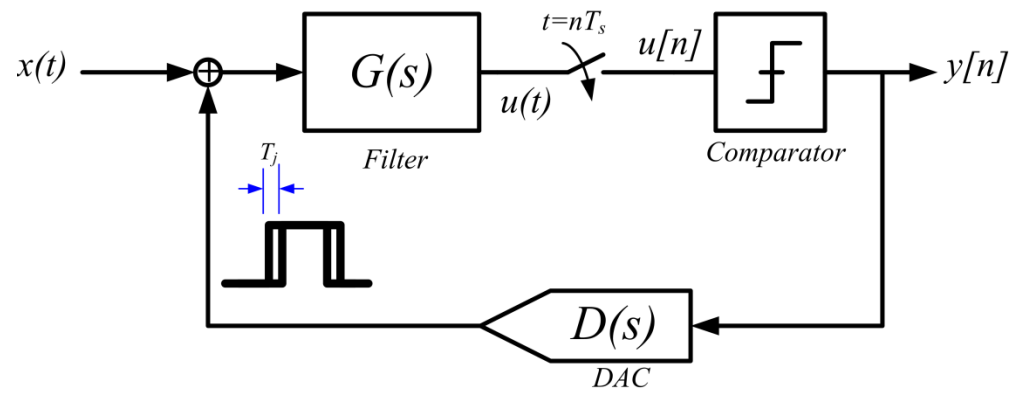 x(t)
G(s)
Filter
u(t)
t=nTₛ
u[n]
Comparator
y[n]
Tⱼ
D(s)
DAC